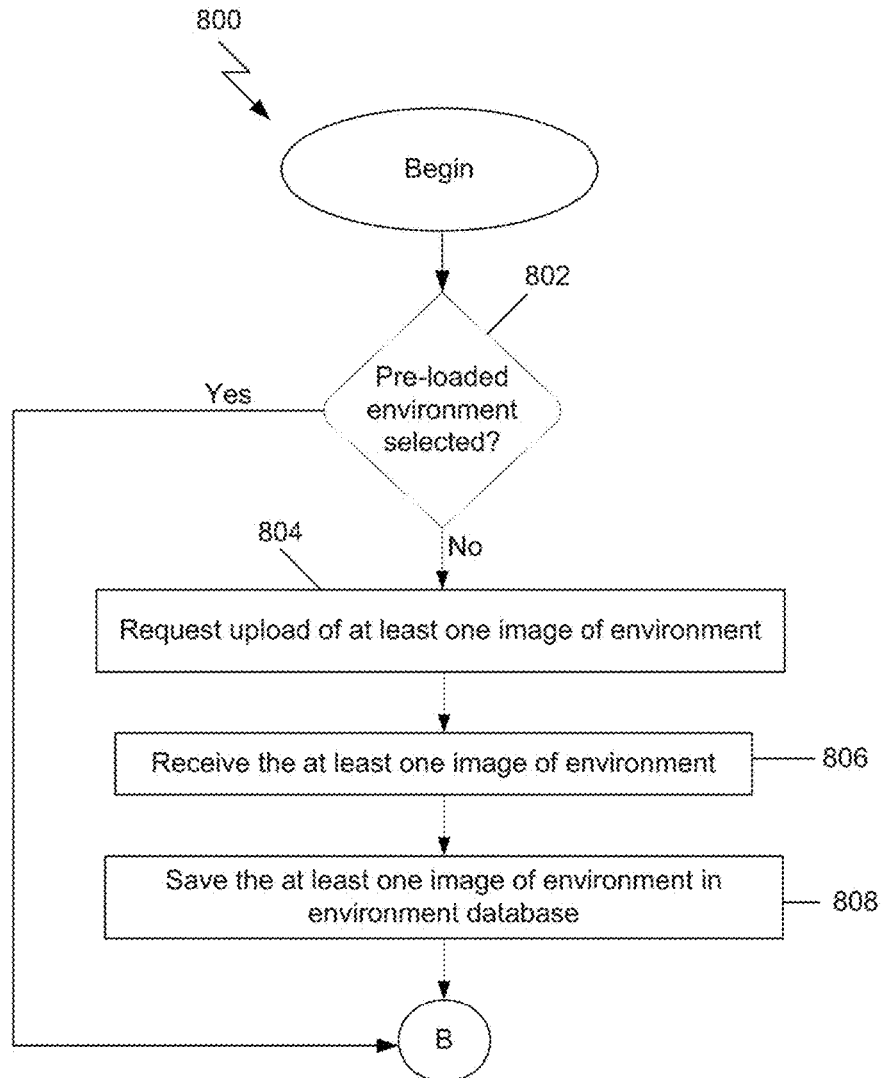 800
Begin
802
Pre-loaded
environment
selected?
Yes
No
804
Request upload of at least one image of environment
Receive the at least one image of environment
806
Save the at least one image of environment in
environment database
808
B